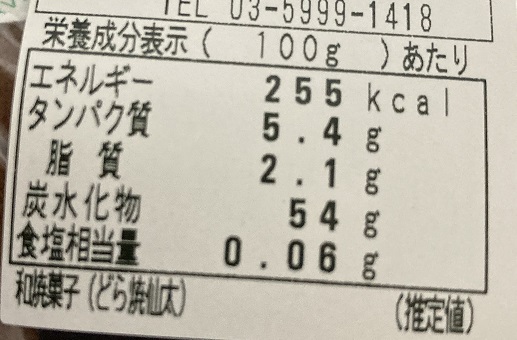 TEL 03-5999-1418
栄養成分表示( 100g )あたり
エネルギー 255 kcal
タンパク質 5.4 g
脂質 2.1 g
炭水化物 54 g
食塩相当量 0.06 g
和焼菓子(どら焼仙太) (推定値)